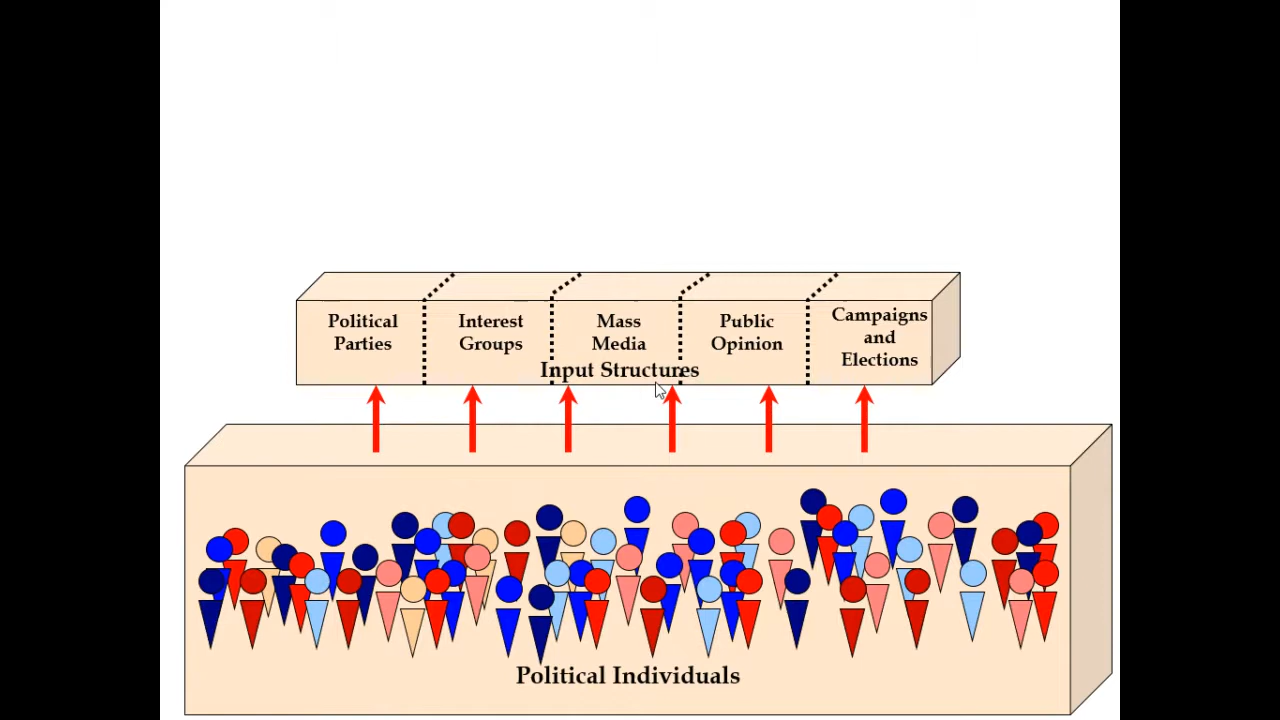 Political
Parties
Interest
Groups
Mass
Media
Public
Opinion
Campaigns
and
Elections
Input Structures
Political Individuals